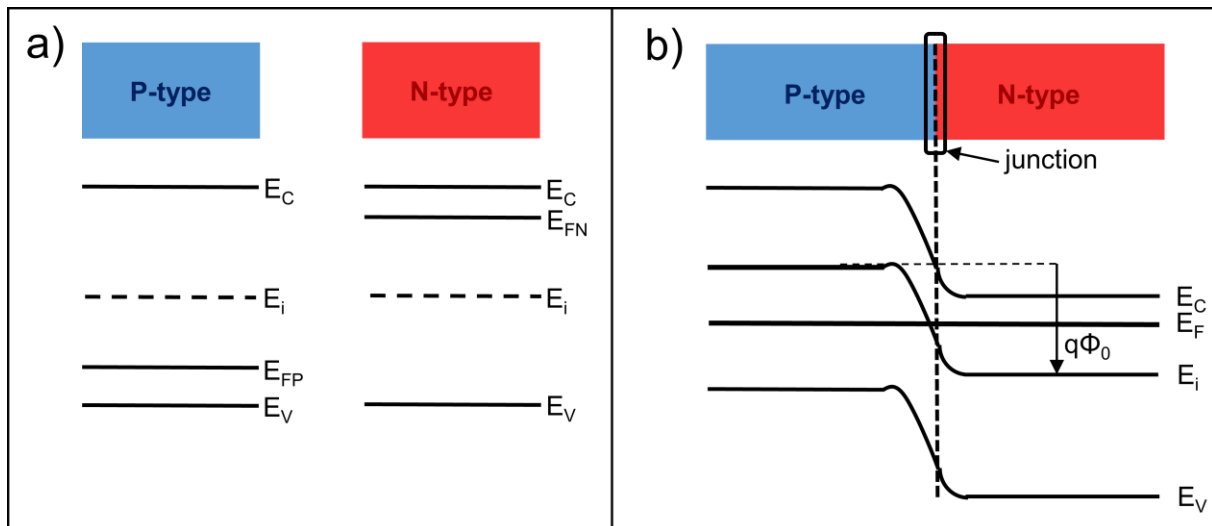 a)
P-type
N-type
E_C
E_C
E_FN
E_i
E_i
E_FP
E_V
E_V
b)
P-type
N-type
junction
E_C
E_F
qΦ_0
E_i
E_V